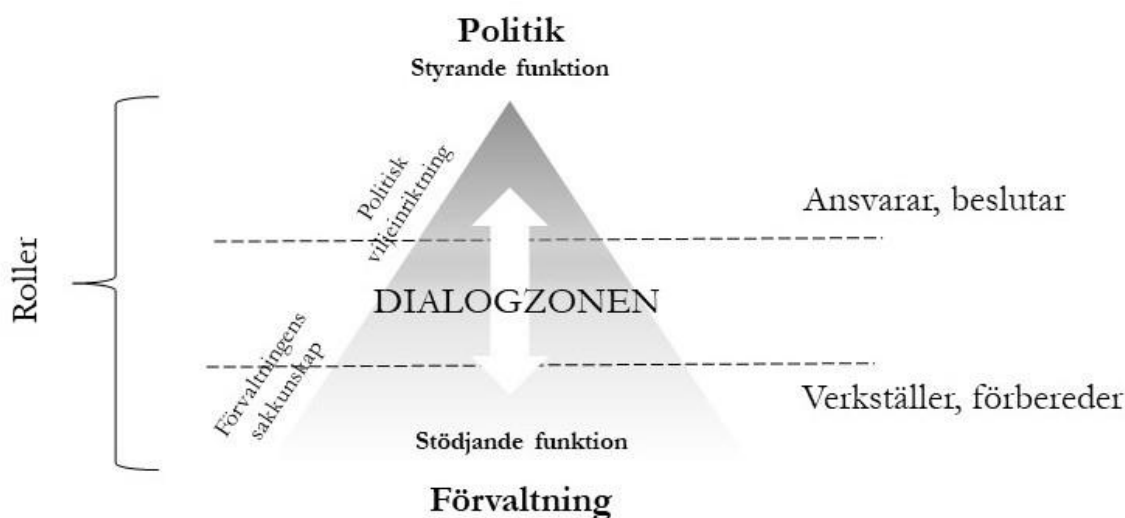 Politik
Styrande funktion
Politisk
viljeinriktning
Ansvarar, beslutar
Roller
DIALOGZONEN
Förvaltningens
sakkunskap
Verkställer, förbereder
Stödjande funktion
Förvaltning